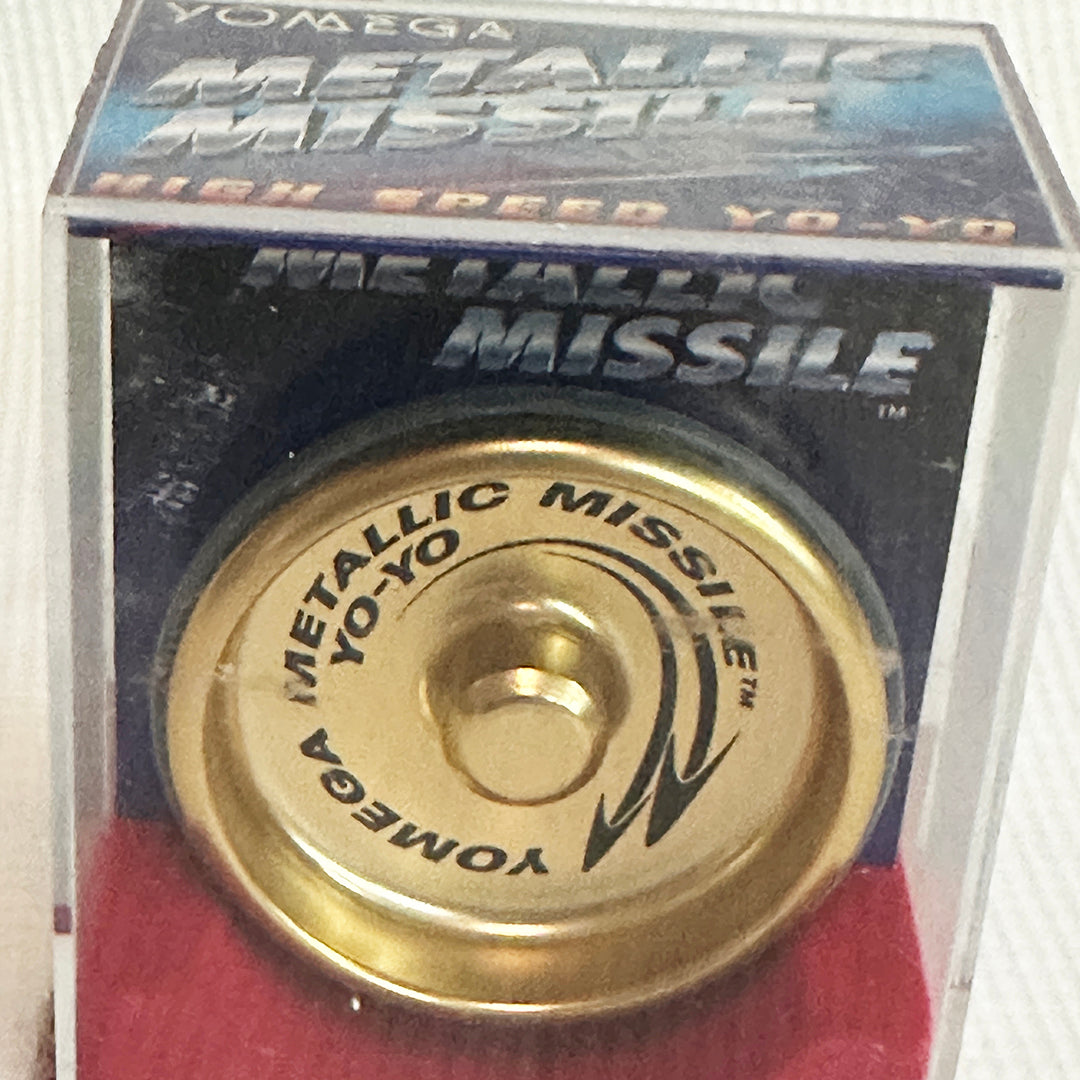 YOMEGA
METALLIC
MISSILE
HIGH SPEED YO-YO
METALLIC
MISSILE
TM
YOMEGA METALLIC MISSILE™
YO-YO